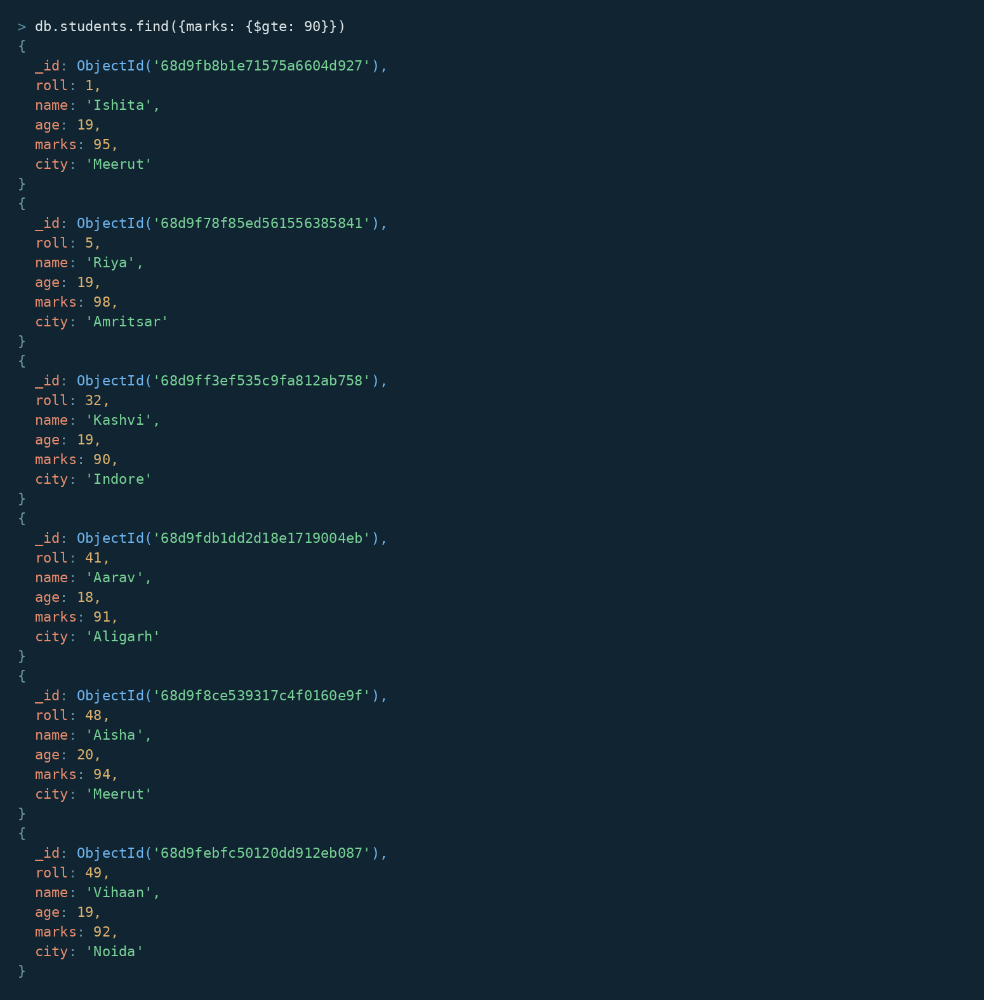 > db.students.find({marks: {$gte: 90}})
{
  _id: ObjectId('68d9fb8b1e71575a6604d927'),
  roll: 1,
  name: 'Ishita',
  age: 19,
  marks: 95,
  city: 'Meerut'
}
{
  _id: ObjectId('68d9f78f85ed561556385841'),
  roll: 5,
  name: 'Riya',
  age: 19,
  marks: 98,
  city: 'Amritsar'
}
{
  _id: ObjectId('68d9ff3ef535c9fa812ab758'),
  roll: 32,
  name: 'Kashvi',
  age: 19,
  marks: 90,
  city: 'Indore'
}
{
  _id: ObjectId('68d9fdb1dd2d18e1719004eb'),
  roll: 41,
  name: 'Aarav',
  age: 18,
  marks: 91,
  city: 'Aligarh'
}
{
  _id: ObjectId('68d9f8ce539317c4f0160e9f'),
  roll: 48,
  name: 'Aisha',
  age: 20,
  marks: 94,
  city: 'Meerut'
}
{
  _id: ObjectId('68d9febfc50120dd912eb087'),
  roll: 49,
  name: 'Vihaan',
  age: 19,
  marks: 92,
  city: 'Noida'
}